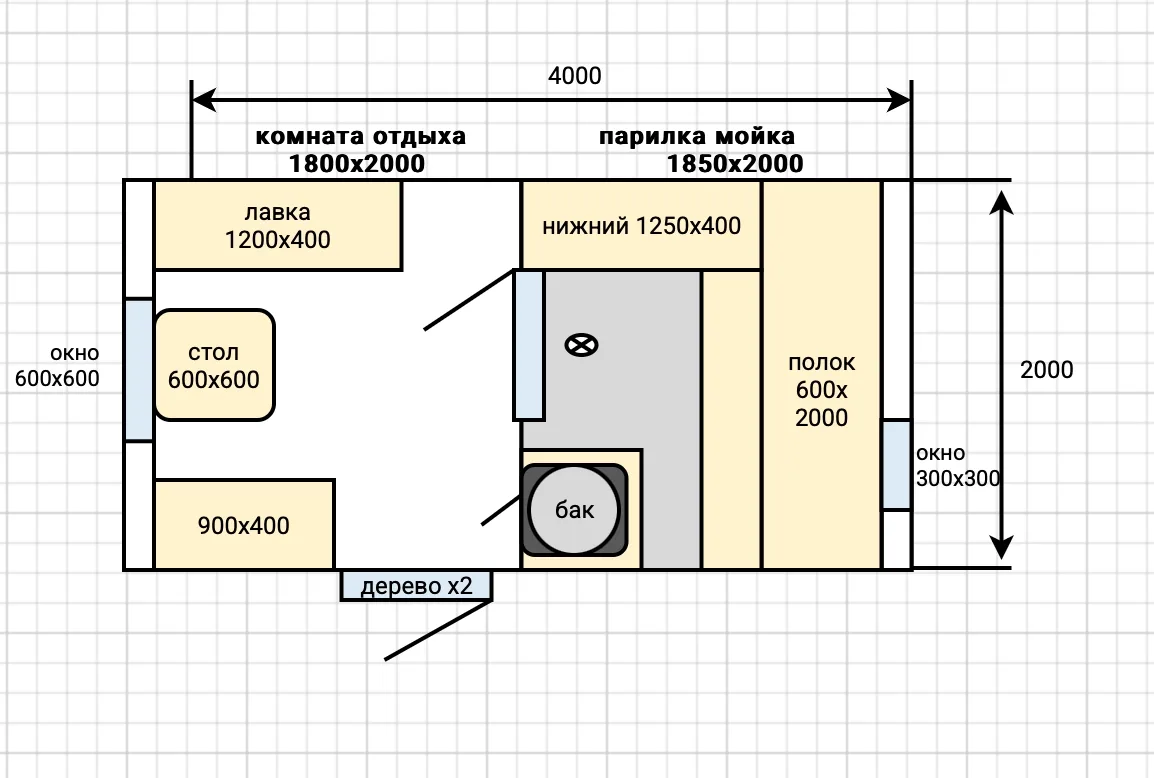 4000
комната отдыха
1800x2000
парилка мойка
1850x2000
лавка
1200x400
нижний 1250x400
окно
600x600
стол
600x600
полок
600x
2000
2000
окно
300x300
900x400
бак
дерево x2